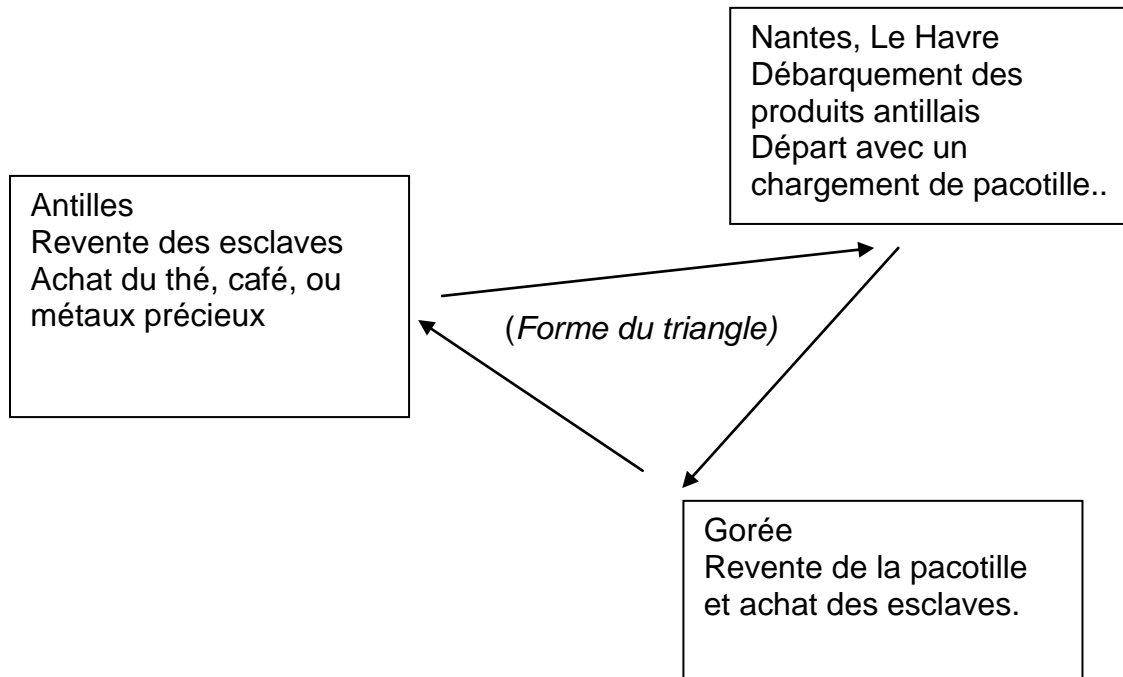 Nantes, Le Havre
Débarquement des
produits antillais
Départ avec un
chargement de pacotille..
Antilles
Revente des esclaves
Achat du thé, café, ou
métaux précieux
(Forme du triangle)
Gorée
Revente de la pacotille
et achat des esclaves.